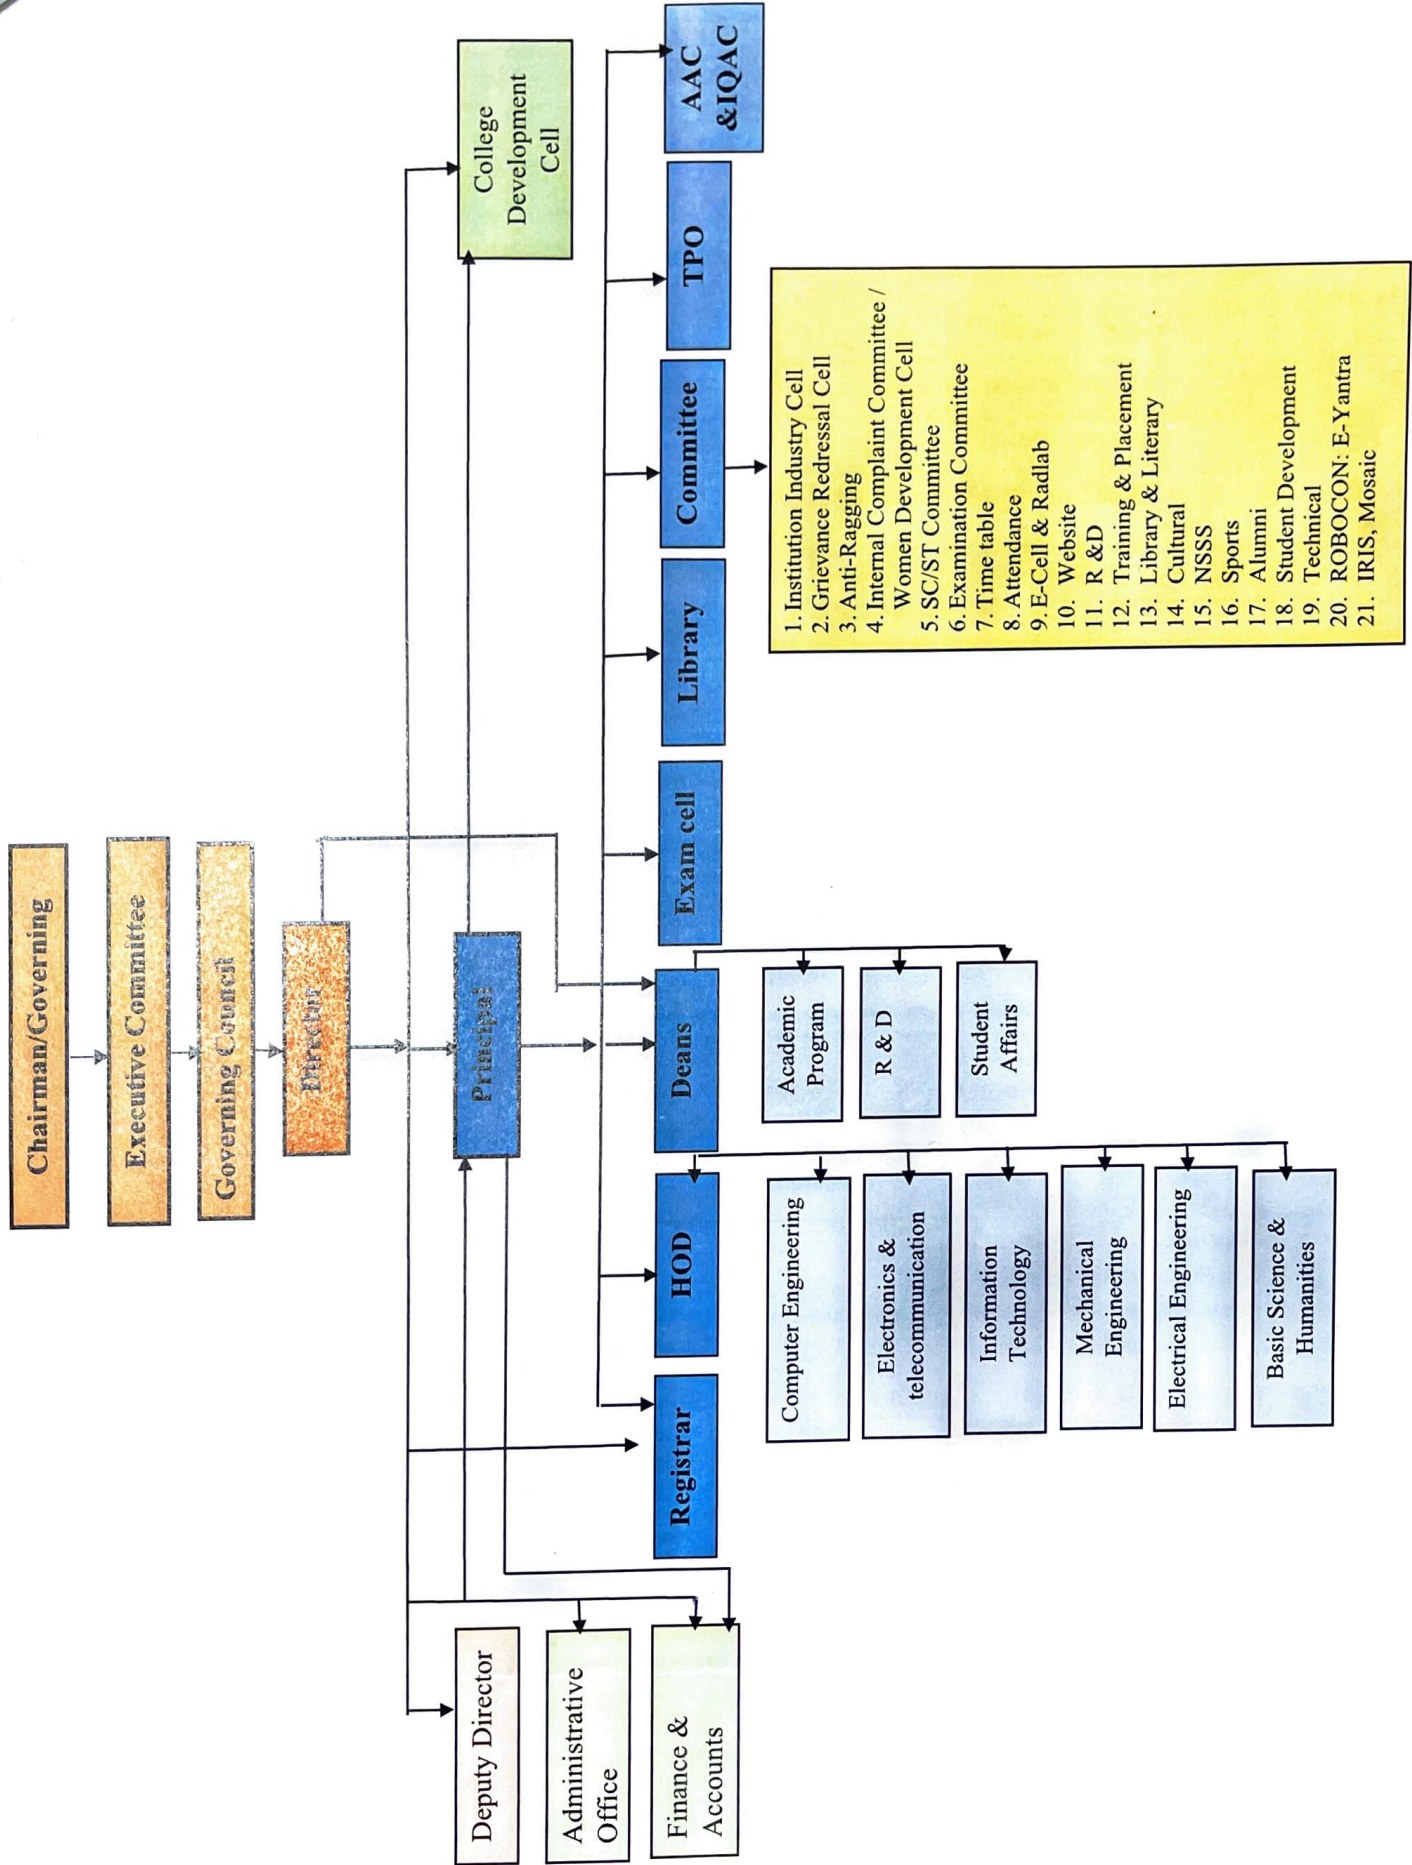 Chairman/Governing
Executive Committee
Governing Council
Director
Deputy Director
Principal
College
Development
Cell
Administrative
Office
Finance &
Accounts
Registrar
HOD
Deans
Exam cell
Library
Committee
TPO
AAC
&IQAC
Computer Engineering
Electronics &
telecommunication
Information
Technology
Mechanical
Engineering
Electrical Engineering
Basic Science &
Humanities
Academic
Program
R & D
Student
Affairs
1. Institution Industry Cell
2. Grievance Redressal Cell
3. Anti-Ragging
4. Internal Complaint Committee /
Women Development Cell
5. SC/ST Committee
6. Examination Committee
7. Time table
8. Attendance
9. E-Cell & Radlab
10. Website
11. R &D
12. Training & Placement
13. Library & Literary
14. Cultural
15. NSSS
16. Sports
17. Alumni
18. Student Development
19. Technical
20. ROBOCON: E-Yantra
21. IRIS, Mosaic